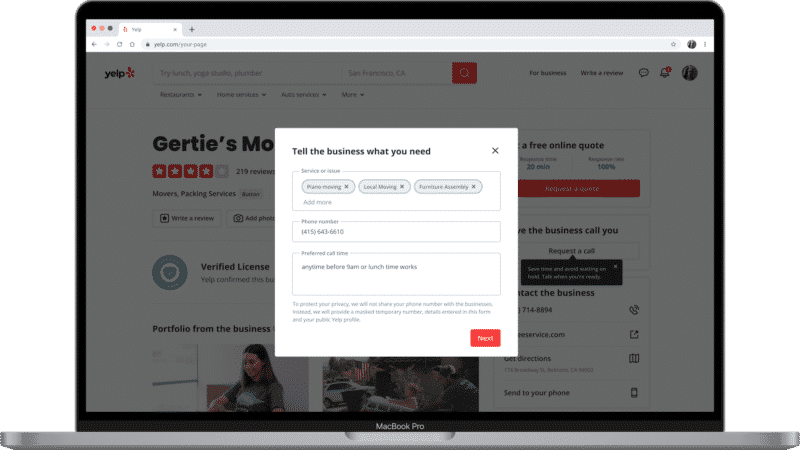 Yelp
yelp.com/your-page
yelp
Try lunch, yoga studio, plumber
San Francisco, CA
For business
Write a review
Restaurants
Home services
Auto services
More
Gertie's Mo
219 reviews
Movers, Packing Services
Write a review
Add photo
Verified License
Yelp confirmed this bus
Portfolio from the business
Tell the business what you need
Service or issue
Piano moving
Local Moving
Furniture Assembly
Add more
Phone number
(415) 643-6610
Preferred call time
anytime before 9am or lunch time works
To protect your privacy, we will not share your phone number with the businesses.
Instead, we will provide a masked temporary number, details entered in this form
and your public Yelp profile.
Next
t a free online quote
Response time
Response rate
20 min
100%
Request a quote
ve the business call you
Request a call
Save time and avoid waiting on
hold. Talk when you're ready.
ntact the business
) 714-8894
eeservice.com
Get directions
Send to your phone
MacBook Pro